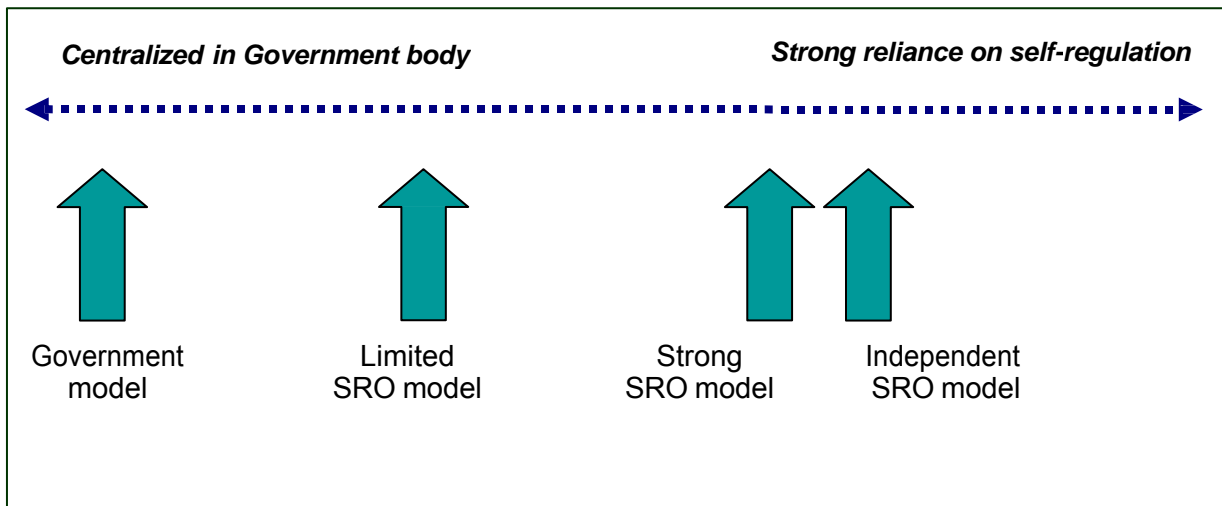 Centralized in Government body
Strong reliance on self-regulation
Government
model
Limited
SRO model
Strong
SRO model
Independent
SRO model